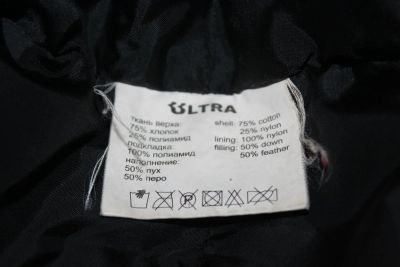 ULTRA
ткань верха:
75% хлопок
25% полиамид
подкладка:
100% полиамид
наполнение:
50% пух
50% перо
shell: 75% cotton
25% nylon
lining: 100% nylon
filling: 50% down
50% feather
P